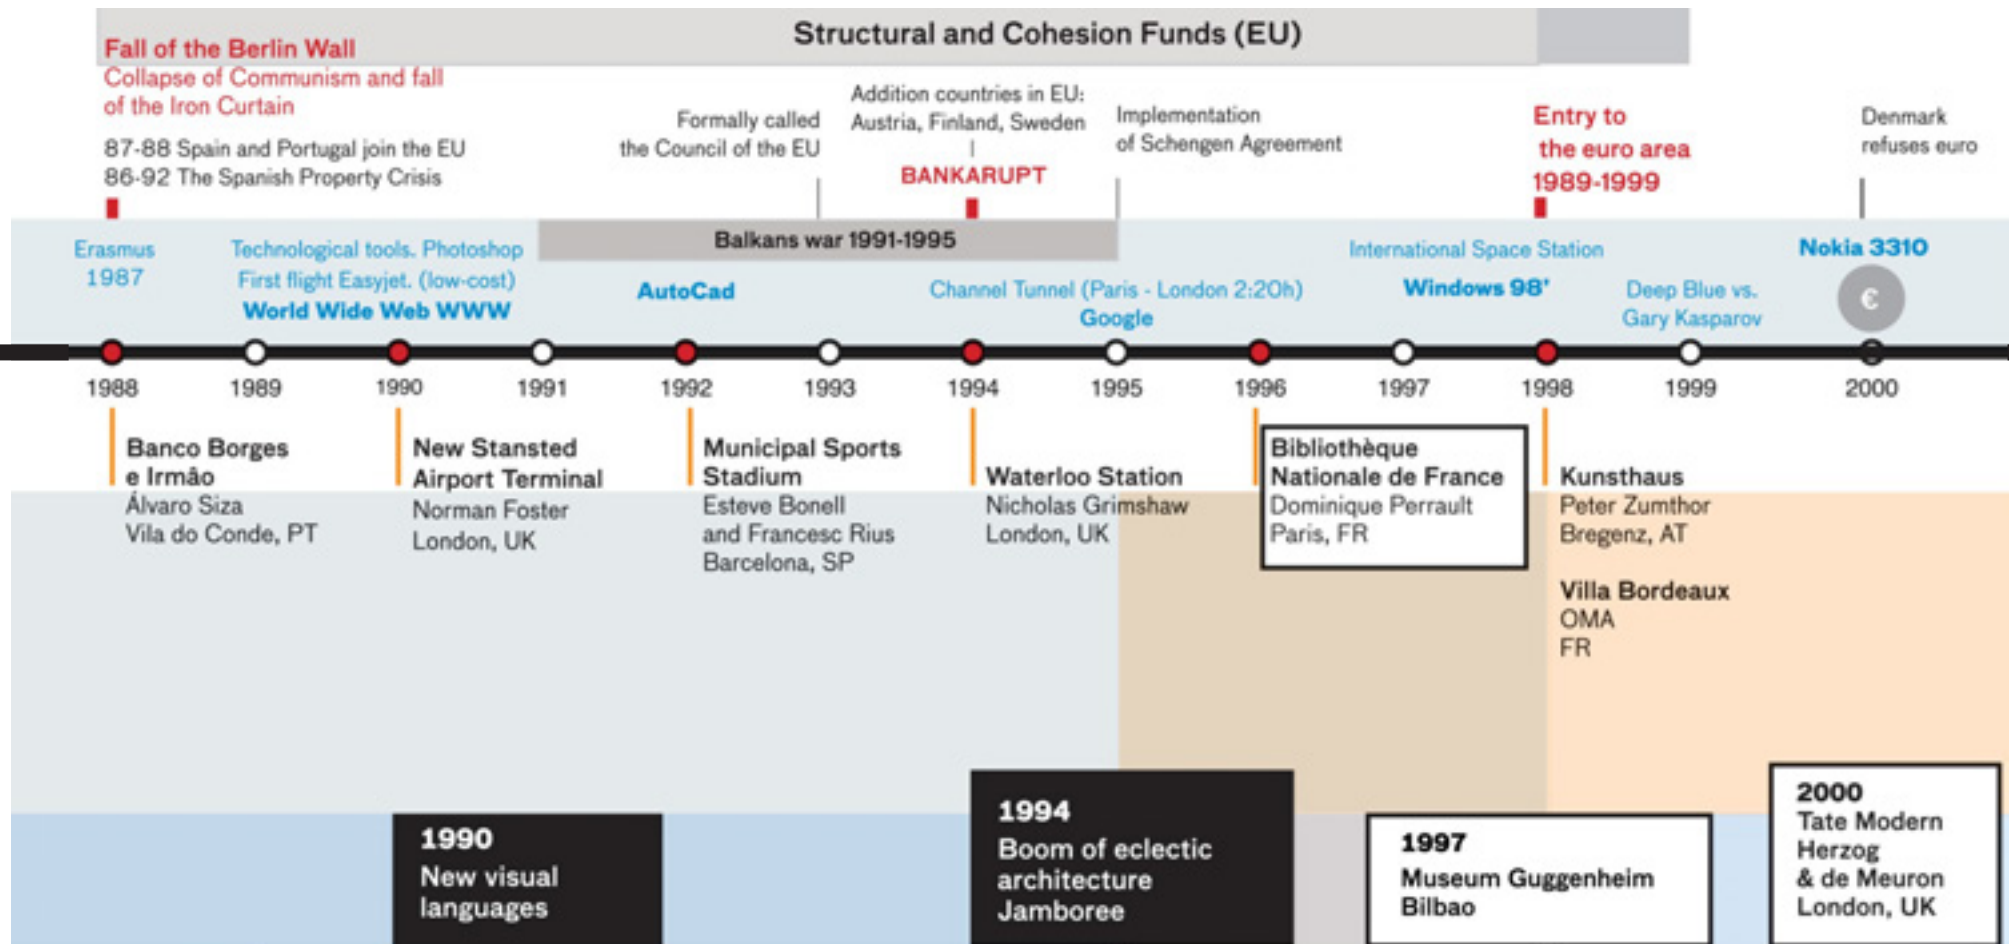 Structural and Cohesion Funds (EU)
Fall of the Berlin Wall
Collapse of Communism and fall
of the Iron Curtain
87-88 Spain and Portugal join the EU
86-92 The Spanish Property Crisis
Formally called
the Council of the EU
Addition countries in EU:
Austria, Finland, Sweden
BANKARUPT
Implementation
of Schengen Agreement
Entry to
the euro area
1989-1999
Denmark
refuses euro
Balkans war 1991-1995
Erasmus
1987
Technological tools. Photoshop
First flight Easyjet. (low-cost)
World Wide Web WWW
AutoCad
Channel Tunnel (Paris - London 2:20h)
Google
International Space Station
Windows 98'
Deep Blue vs.
Gary Kasparov
Nokia 3310
€
1988
1989
1990
1991
1992
1993
1994
1995
1996
1997
1998
1999
2000
Banco Borges
e Irmâo
Álvaro Siza
Vila do Conde, PT
New Stansted
Airport Terminal
Norman Foster
London, UK
Municipal Sports
Stadium
Esteve Bonell
and Francesc Rius
Barcelona, SP
Waterloo Station
Nicholas Grimshaw
London, UK
Bibliothèque
Nationale de France
Dominique Perrault
Paris, FR
Kunsthaus
Peter Zumthor
Bregenz, AT
Villa Bordeaux
OMA
FR
1990
New visual
languages
1994
Boom of eclectic
architecture
Jamboree
1997
Museum Guggenheim
Bilbao
2000
Tate Modern
Herzog
& de Meuron
London, UK